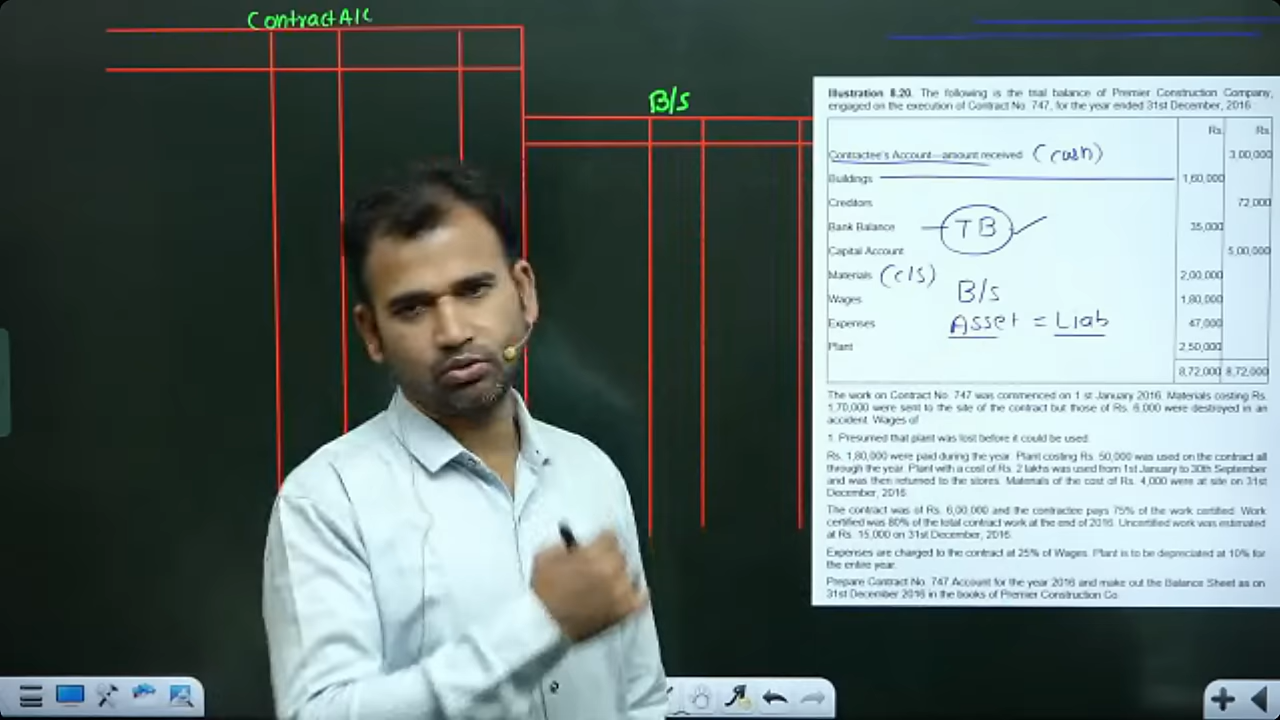 Contract A/c
B/s
Illustration 8.20. The following is the trial balance of Premier Construction Company,
engaged on the execution of Contract No. 747, for the year ended 31st December, 2016
Rs. Rs.
Contractee's Account—amount received (cash) 3,00,000
Buildings 1,60,000
Creditors 72,000
Bank Balance TB 35,000
Capital Account 5,00,000
Materials (c/s) 2,00,000
Wages B/s 1,80,000
Expenses Asset = Liab 47,000
Plant 2,50,000
8,72,000 8,72,000
The work on Contract No. 747 was commenced on 1 st January 2016. Materials costing Rs.
1,70,000 were sent to the site of the contract but those of Rs. 6,000 were destroyed in an
accident. Wages of
1. Presumed that plant was lost before it could be used.
Rs. 1,80,000 were paid during the year. Plant costing Rs. 50,000 was used on the contract all
through the year. Plant with a cost of Rs. 2 lakhs was used from 1st January to 30th September
and was then returned to the stores. Materials of the cost of Rs. 4,000 were at site on 31st
December, 2016.
The contract was of Rs. 6,00,000 and the contractee pays 75% of the work certified. Work
certified was 80% of the total contract work at the end of 2016. Uncertified work was estimated
at Rs. 15,000 on 31st December, 2016.
Expenses are charged to the contract at 25% of Wages. Plant is to be depreciated at 10% for
the entire year.
Prepare Contract No. 747 Account for the year 2016 and make out the Balance Sheet as on
31st December 2016 in the books of Premier Construction Co.